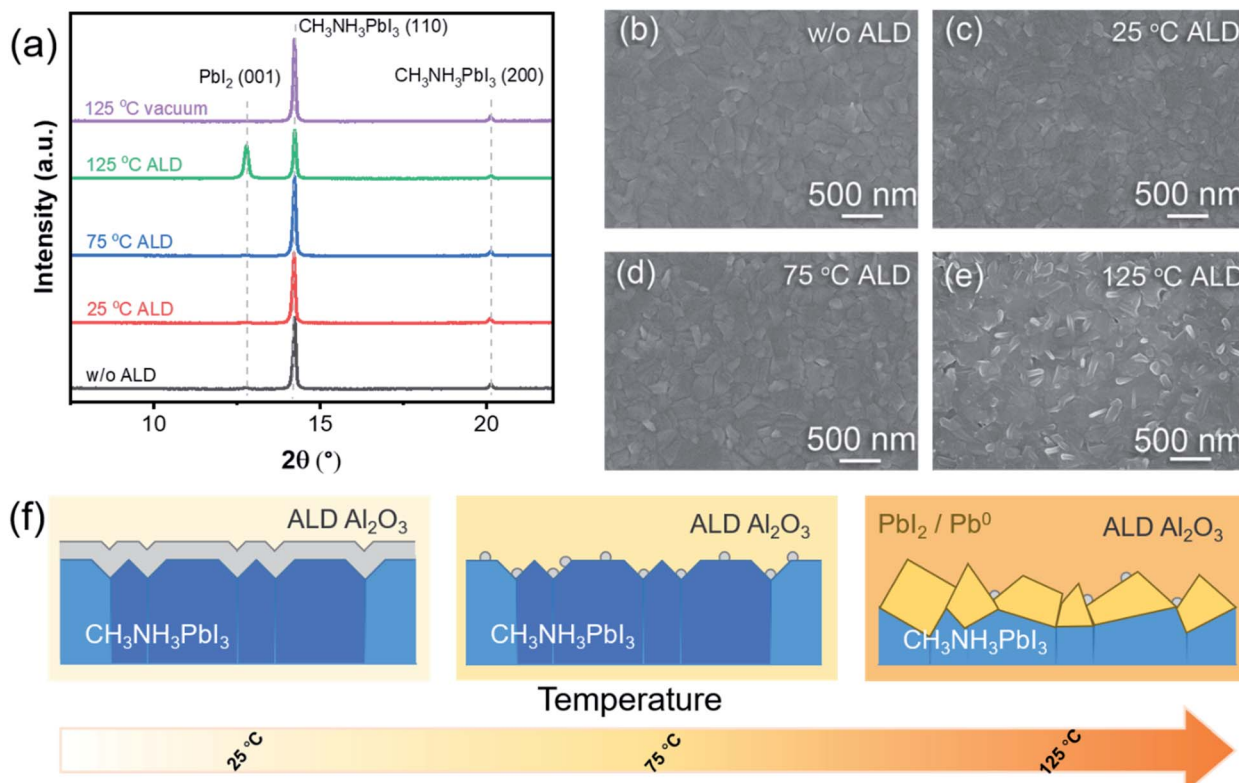 (a)
CH₃NH₃PbI₃ (110)
PbI₂ (001)
CH₃NH₃PbI₃ (200)
125 °C vacuum
125 °C ALD
75 °C ALD
25 °C ALD
w/o ALD
Intensity (a.u.)
10 15 20
2θ (°)
(b) w/o ALD
500 nm
(c) 25 °C ALD
500 nm
(d) 75 °C ALD
500 nm
(e) 125 °C ALD
500 nm
(f)
ALD Al₂O₃
CH₃NH₃PbI₃
ALD Al₂O₃
CH₃NH₃PbI₃
PbI₂ / Pb⁰ ALD Al₂O₃
CH₃NH₃PbI₃
Temperature
25 °C 75 °C 125 °C